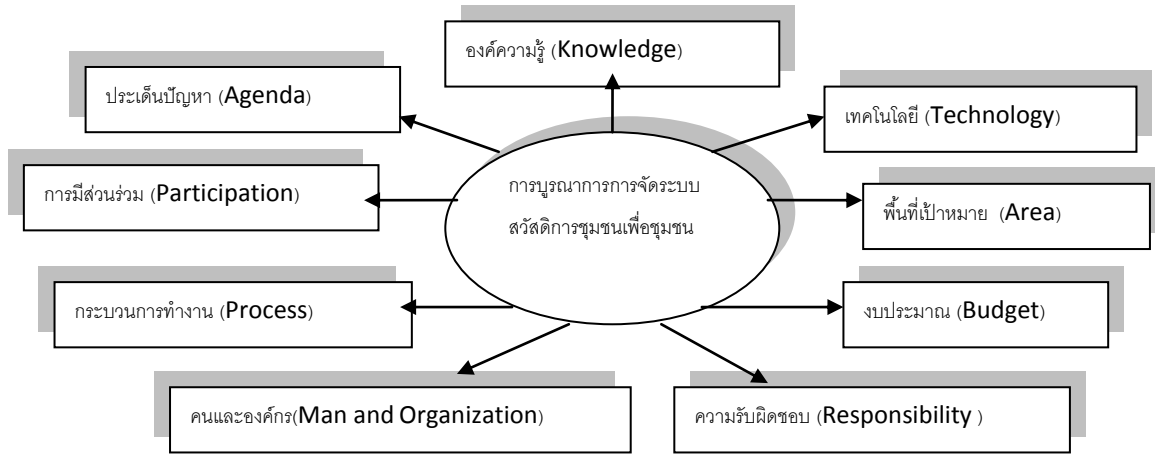 องค์ความรู้ (Knowledge)
ประเด็นปัญหา (Agenda)
เทคโนโลยี (Technology)
การมีส่วนร่วม (Participation)
การบูรณาการการจัดระบบ
สวัสดิการชุมชนเพื่อชุมชน
พื้นที่เป้าหมาย (Area)
กระบวนการทำงาน (Process)
งบประมาณ (Budget)
คนและองค์กร(Man and Organization)
ความรับผิดชอบ (Responsibility )